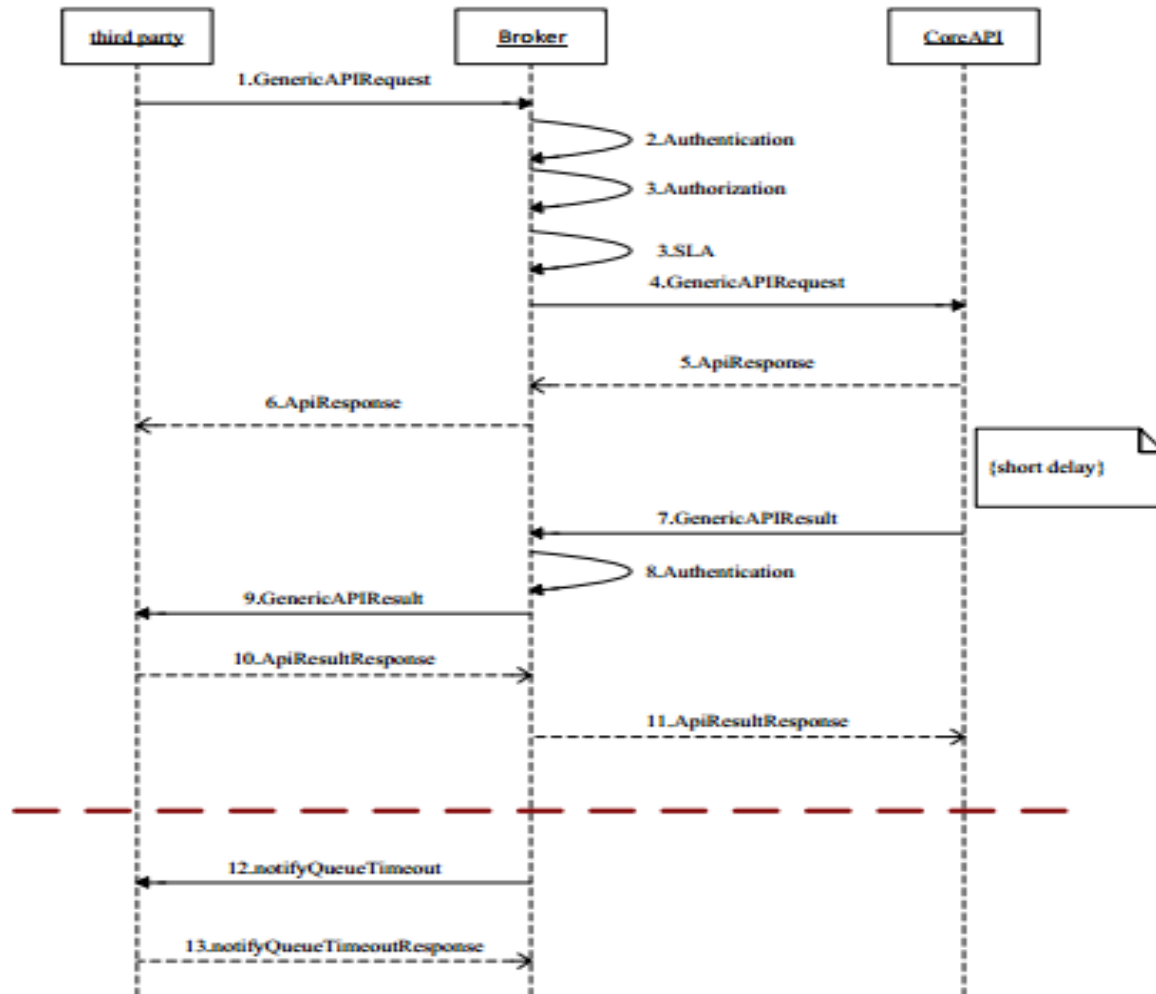 third party
Broker
CoreAPI
1.GenericAPIRequest
2.Authentication
3.Authorization
3.SLA
4.GenericAPIRequest
5.ApiResponse
6.ApiResponse
{short delay}
7.GenericAPIResult
8.Authentication
9.GenericAPIResult
10.ApiResultResponse
11.ApiResultResponse
12.notifyQueueTimeout
13.notifyQueueTimeoutResponse